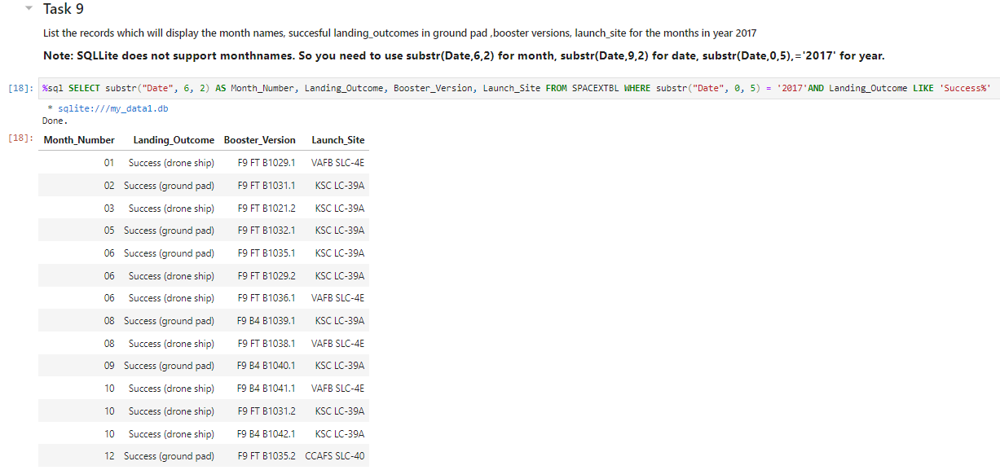 Task 9
List the records which will display the month names, succesful landing_outcomes in ground pad ,booster versions, launch_site for the months in year 2017
Note: SQLLite does not support monthnames. So you need to use substr(Date,6,2) for month, substr(Date,9,2) for date, substr(Date,0,5),='2017' for year.
[18]: %sql SELECT substr("Date", 6, 2) AS Month_Number, Landing_Outcome, Booster_Version, Launch_Site FROM SPACEXTBL WHERE substr("Date", 0, 5) = '2017'AND Landing_Outcome LIKE 'Success%'
* sqlite:///my_data1.db
Done.
[18]: Month_Number Landing_Outcome Booster_Version Launch_Site
01 Success (drone ship) F9 FT B1029.1 VAFB SLC-4E
02 Success (ground pad) F9 FT B1031.1 KSC LC-39A
03 Success (drone ship) F9 FT B1021.2 KSC LC-39A
05 Success (ground pad) F9 FT B1032.1 KSC LC-39A
06 Success (ground pad) F9 FT B1035.1 KSC LC-39A
06 Success (drone ship) F9 FT B1029.2 KSC LC-39A
06 Success (drone ship) F9 FT B1036.1 VAFB SLC-4E
08 Success (ground pad) F9 B4 B1039.1 KSC LC-39A
08 Success (drone ship) F9 FT B1038.1 VAFB SLC-4E
09 Success (ground pad) F9 B4 B1040.1 KSC LC-39A
10 Success (drone ship) F9 B4 B1041.1 VAFB SLC-4E
10 Success (drone ship) F9 FT B1031.2 KSC LC-39A
10 Success (drone ship) F9 B4 B1042.1 KSC LC-39A
12 Success (ground pad) F9 FT B1035.2 CCAFS SLC-40